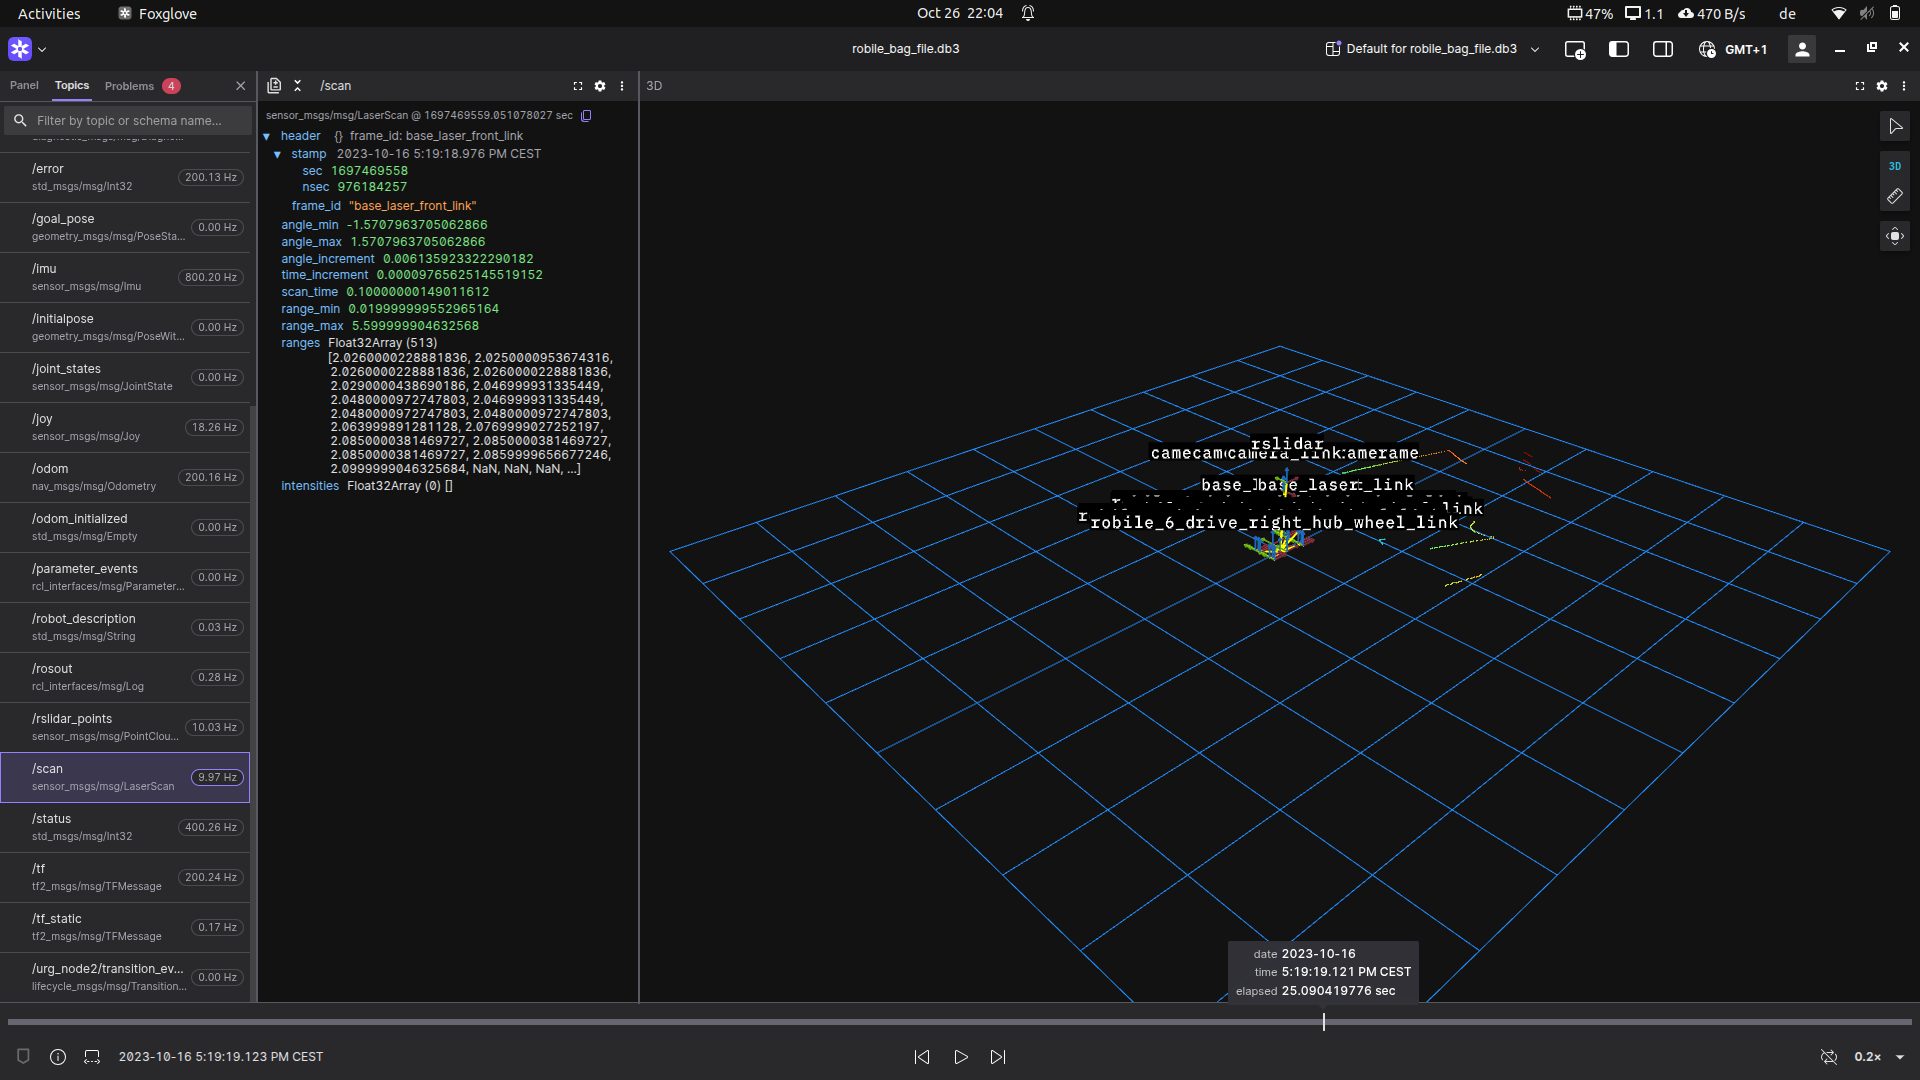 Activities
Foxglove
Oct 26 22:04
47%
1.1
470 B/s
de
robile_bag_file.db3
Default for robile_bag_file.db3
GMT+1
Panel
Topics
Problems
4
Filter by topic or schema name...
/error
std_msgs/msg/Int32
200.13 Hz
/goal_pose
geometry_msgs/msg/PoseSta...
0.00 Hz
/imu
sensor_msgs/msg/Imu
800.20 Hz
/initialpose
geometry_msgs/msg/PoseWit...
0.00 Hz
/joint_states
sensor_msgs/msg/JointState
0.00 Hz
/joy
sensor_msgs/msg/Joy
18.26 Hz
/odom
nav_msgs/msg/Odometry
200.16 Hz
/odom_initialized
std_msgs/msg/Empty
0.00 Hz
/parameter_events
rcl_interfaces/msg/Parameter...
0.00 Hz
/robot_description
std_msgs/msg/String
0.03 Hz
/rosout
rcl_interfaces/msg/Log
0.28 Hz
/rslidar_points
sensor_msgs/msg/PointClou...
10.03 Hz
/scan
sensor_msgs/msg/LaserScan
9.97 Hz
/status
std_msgs/msg/Int32
400.26 Hz
/tf
tf2_msgs/msg/TFMessage
200.24 Hz
/tf_static
tf2_msgs/msg/TFMessage
0.17 Hz
/urg_node2/transition_ev...
lifecycle_msgs/msg/Transition...
0.00 Hz
/scan
sensor_msgs/msg/LaserScan @ 1697469559.051078027 sec
header {} frame_id: base_laser_front_link
stamp 2023-10-16 5:19:18.976 PM CEST
sec 1697469558
nsec 976184257
frame_id "base_laser_front_link"
angle_min -1.5707963705062866
angle_max 1.5707963705062866
angle_increment 0.006135923322290182
time_increment 0.00009765625145519152
scan_time 0.10000000149011612
range_min 0.019999999552965164
range_max 5.599999904632568
ranges Float32Array (513)
[2.0260000228881836, 2.0250000953674316,
2.0260000228881836, 2.0260000228881836,
2.0290000438690186, 2.046999931335449,
2.0480000972747803, 2.046999931335449,
2.0480000972747803, 2.0480000972747803,
2.063999891281128, 2.0769999027252197,
2.0850000381469727, 2.0850000381469727,
2.0850000381469727, 2.0859999656677246,
2.0999999046325684, NaN, NaN, NaN, ...]
intensities Float32Array (0) []
3D
rslidar
camera_link
base_laser_link
robile_6_drive_right_hub_wheel_link
3D
date 2023-10-16
time 5:19:19.121 PM CEST
elapsed 25.090419776 sec
2023-10-16 5:19:19.123 PM CEST
0.2×